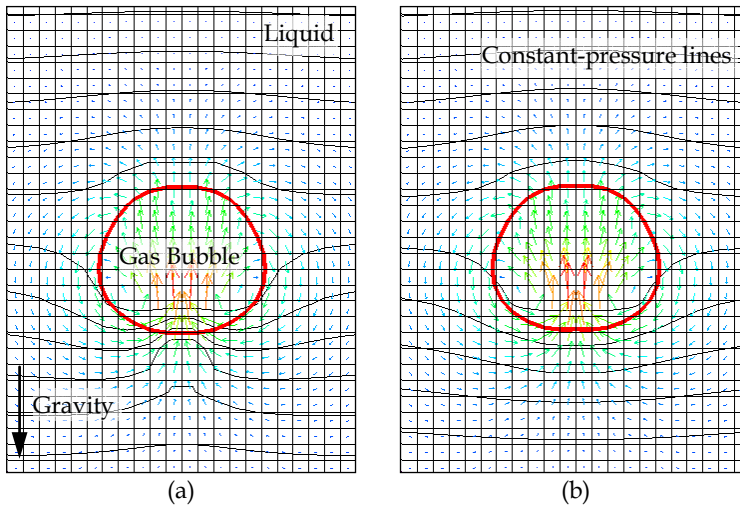 Liquid
Constant-pressure lines
Gas Bubble
Gravity
(a)
(b)